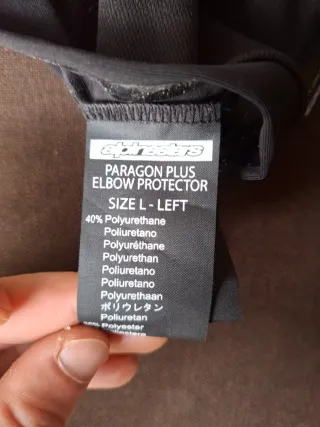 alpinestars
PARAGON PLUS
ELBOW PROTECTOR
SIZE L - LEFT
40% Polyurethane
Poliuretano
Polyuréthane
Polyurethan
Poliuretano
Poliuretano
Polyurethaan
ポリウレタン
Poliuretan
Polyester